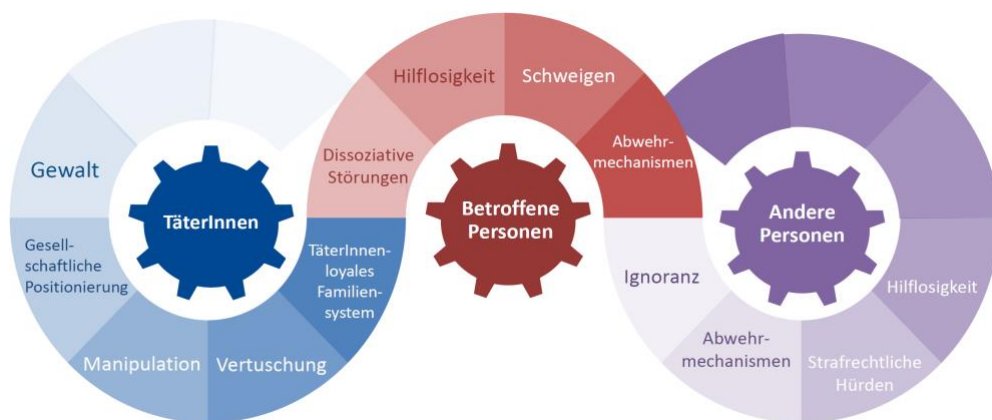 Gewalt
Gesell-
schaftliche
Positionierung
Manipulation
Vertuschung
TäterInnen-
loyales
Familien-
system
TäterInnen
Dissoziative
Störungen
Hilflosigkeit
Schweigen
Abwehr-
mechanismen
Betroffene
Personen
Ignoranz
Abwehr-
mechanismen
Strafrechtliche
Hürden
Hilflosigkeit
Andere
Personen